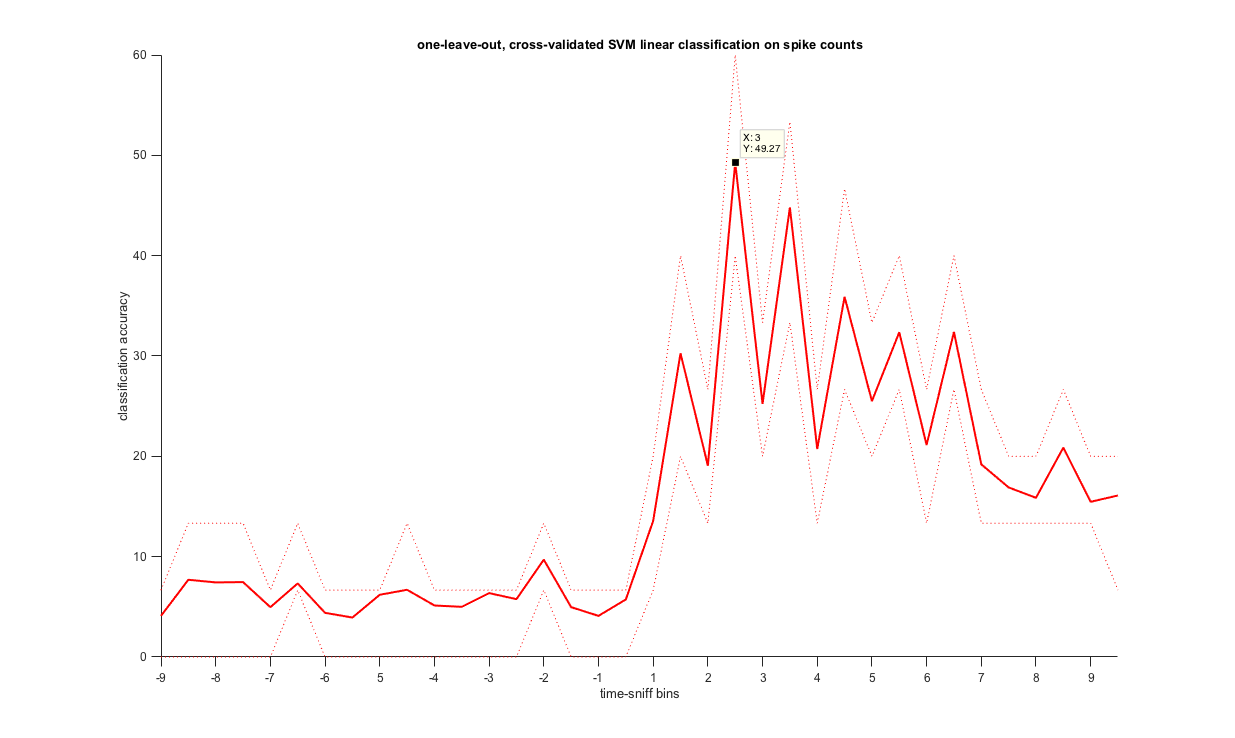 one-leave-out, cross-validated SVM linear classification on spike counts
60
50
40
30
20
10
0
classification accuracy
X: 3
Y: 49.27
-9 -8 -7 -6 5 -4 -3 -2 -1 1 2 3 4 5 6 7 8 9
time-sniff bins